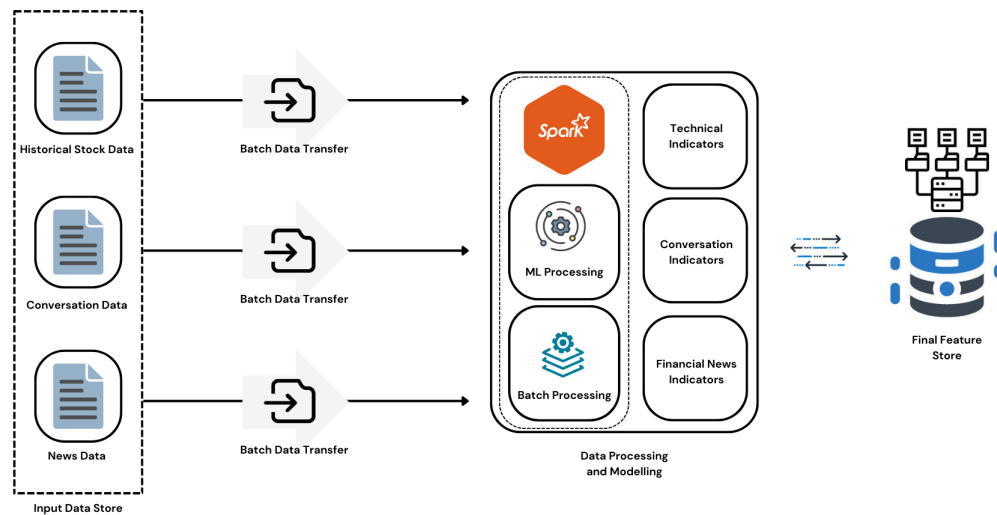 Historical Stock Data
Batch Data Transfer
Conversation Data
Batch Data Transfer
News Data
Batch Data Transfer
Input Data Store
Spark
ML Processing
Batch Processing
Technical
Indicators
Conversation
Indicators
Financial News
Indicators
Data Processing
and Modelling
Final Feature
Store